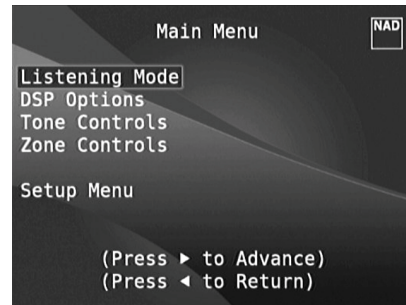 Main Menu
NAD
Listening Mode
DSP Options
Tone Controls
Zone Controls
Setup Menu
(Press ▶ to Advance)
(Press ◀ to Return)